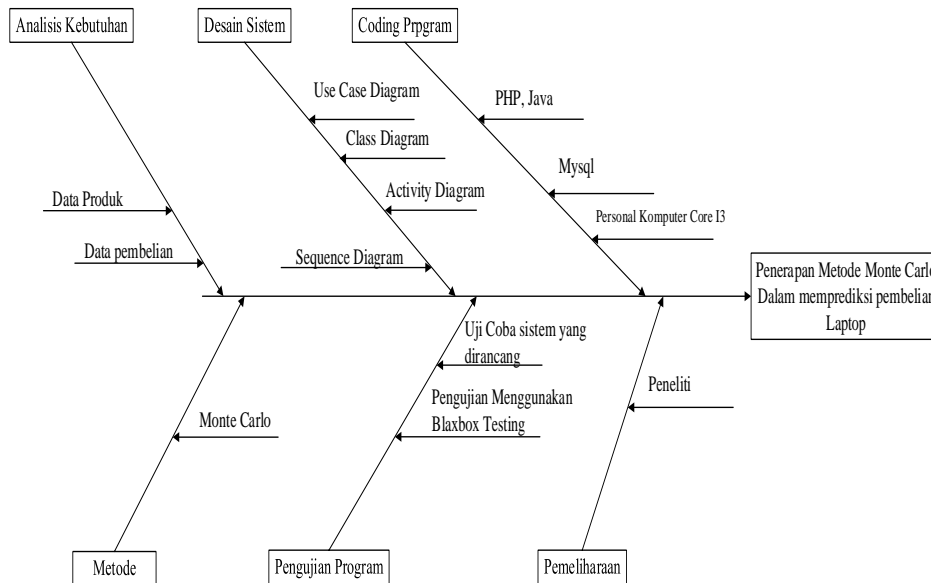 Analisis Kebutuhan
Desain Sistem
Coding Prpgram
Use Case Diagram
PHP, Java
Class Diagram
Mysql
Data Produk
Activity Diagram
Personal Komputer Core I3
Data pembelian
Sequence Diagram
Penerapan Metode Monte Carlo
Dalam memprediksi pembelian
Laptop
Uji Coba sistem yang
dirancang
Peneliti
Monte Carlo
Pengujian Menggunakan
Blaxbox Testing
Metode
Pengujian Program
Pemeliharaan